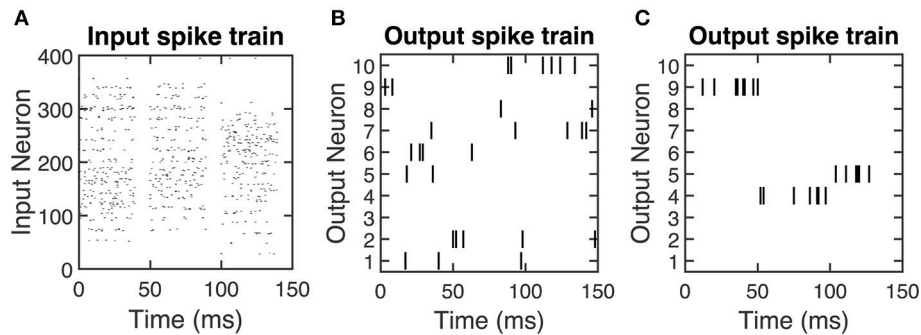 A
Input spike train
Input Neuron
400
300
200
100
0
0 50 100 150
Time (ms)
B
Output spike train
Output Neuron
10
9
8
7
6
5
4
3
2
1
0 50 100 150
Time (ms)
C
Output spike train
Output Neuron
10
9
8
7
6
5
4
3
2
1
0 50 100 150
Time (ms)